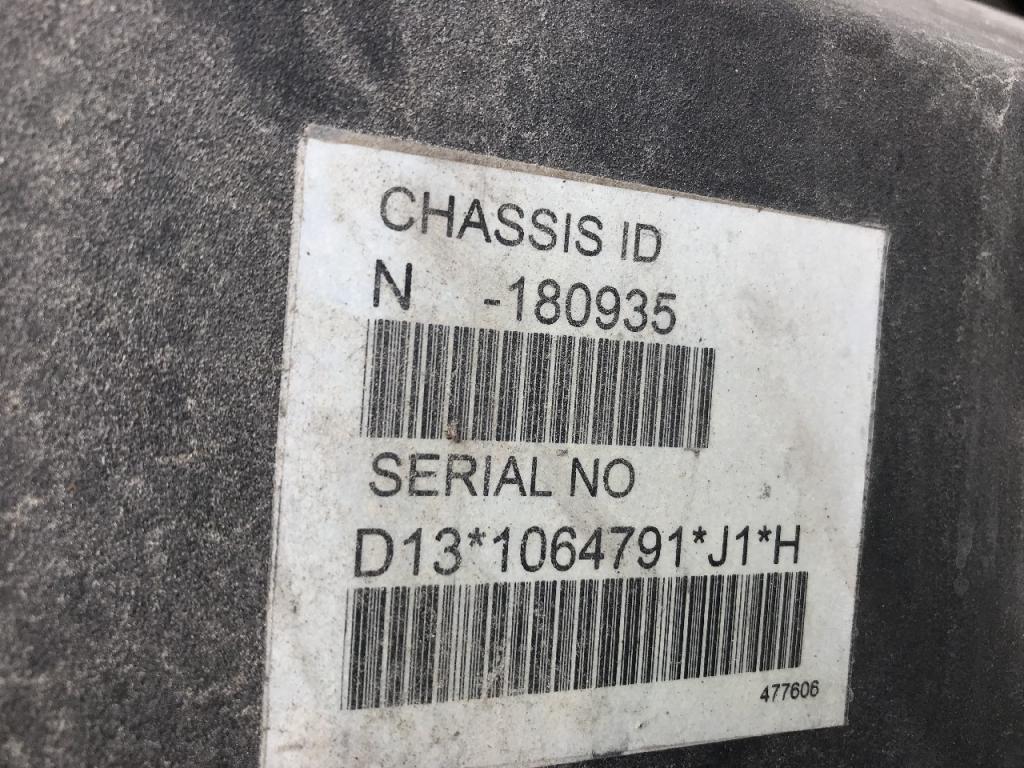 CHASSIS ID
N -180935
SERIAL NO
D13*1064791*J1*H
477606